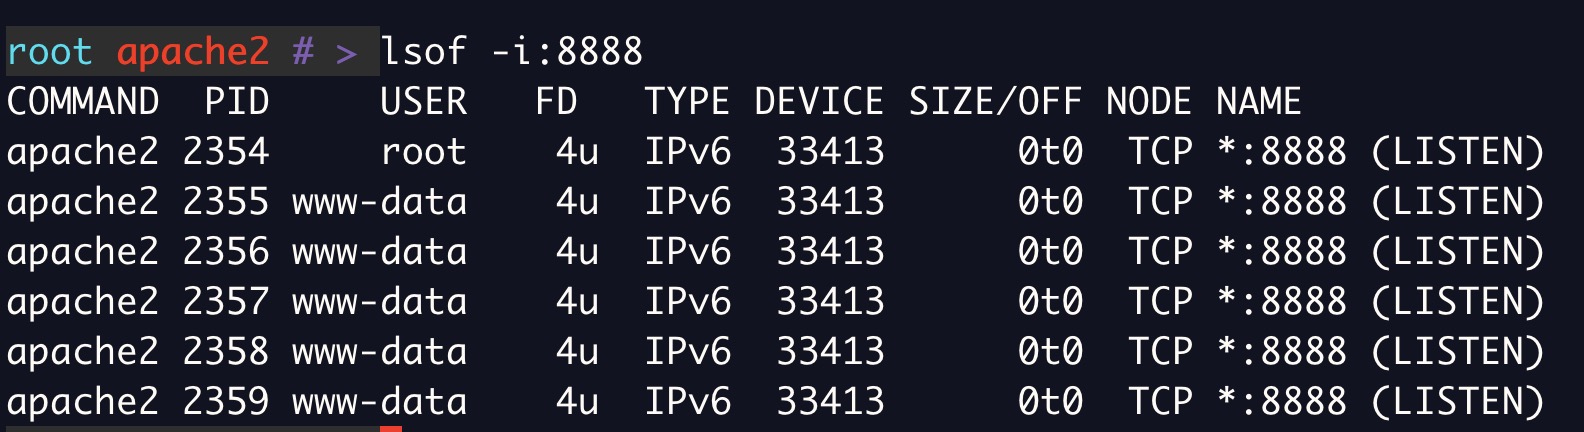 root apache2 # > lsof -i:8888
COMMAND  PID     USER   FD   TYPE DEVICE SIZE/OFF NODE NAME
apache2 2354     root    4u  IPv6  33413      0t0  TCP *:8888 (LISTEN)
apache2 2355 www-data    4u  IPv6  33413      0t0  TCP *:8888 (LISTEN)
apache2 2356 www-data    4u  IPv6  33413      0t0  TCP *:8888 (LISTEN)
apache2 2357 www-data    4u  IPv6  33413      0t0  TCP *:8888 (LISTEN)
apache2 2358 www-data    4u  IPv6  33413      0t0  TCP *:8888 (LISTEN)
apache2 2359 www-data    4u  IPv6  33413      0t0  TCP *:8888 (LISTEN)